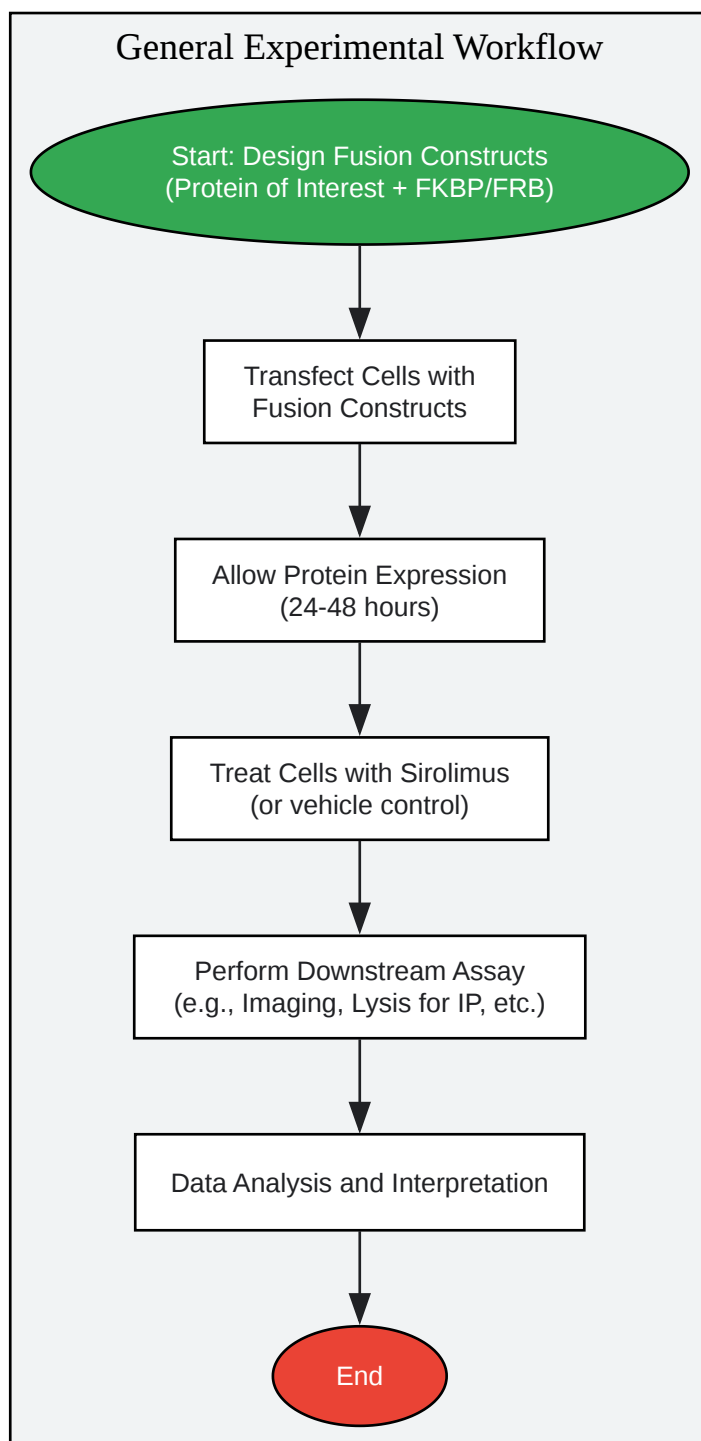 General Experimental Workflow
Start: Design Fusion Constructs
(Protein of Interest + FKBP/FRB)
Transfect Cells with
Fusion Constructs
Allow Protein Expression
(24-48 hours)
Treat Cells with Sirolimus
(or vehicle control)
Perform Downstream Assay
(e.g., Imaging, Lysis for IP, etc.)
Data Analysis and Interpretation
End